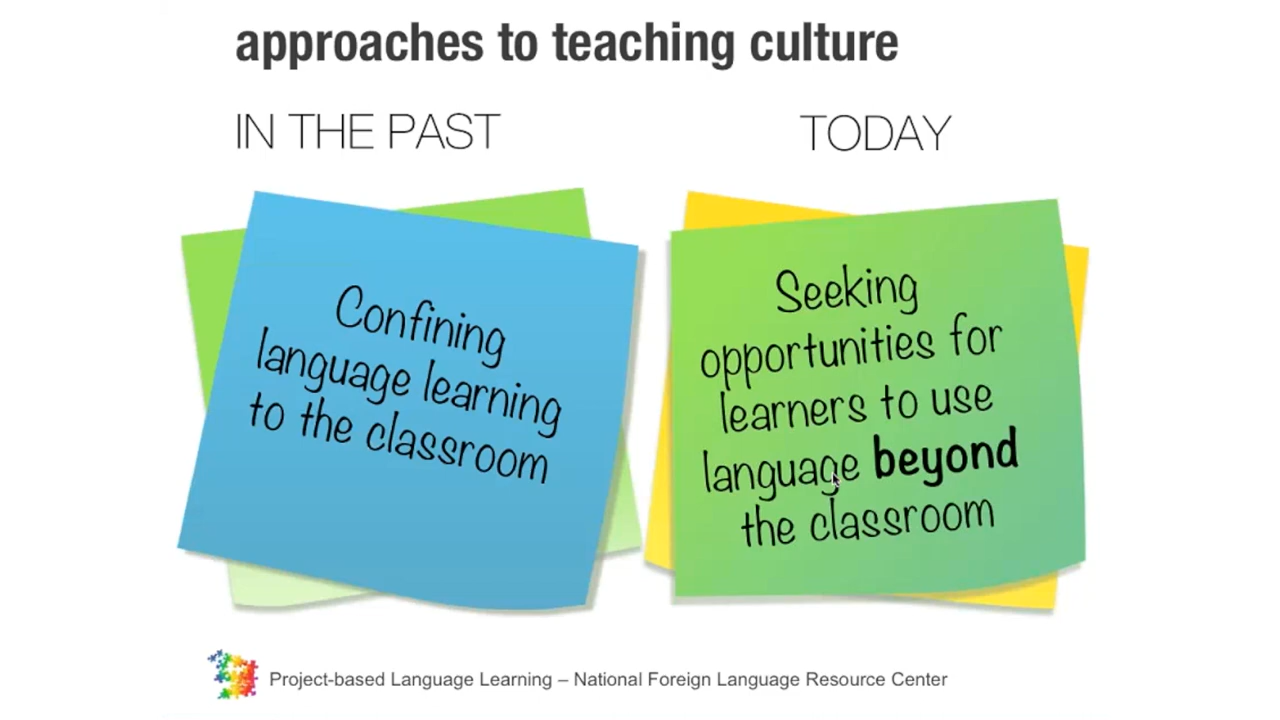 approaches to teaching culture
IN THE PAST
TODAY
Confining
language learning
to the classroom
Seeking
opportunities for
learners to use
language beyond
the classroom
Project-based Language Learning – National Foreign Language Resource Center